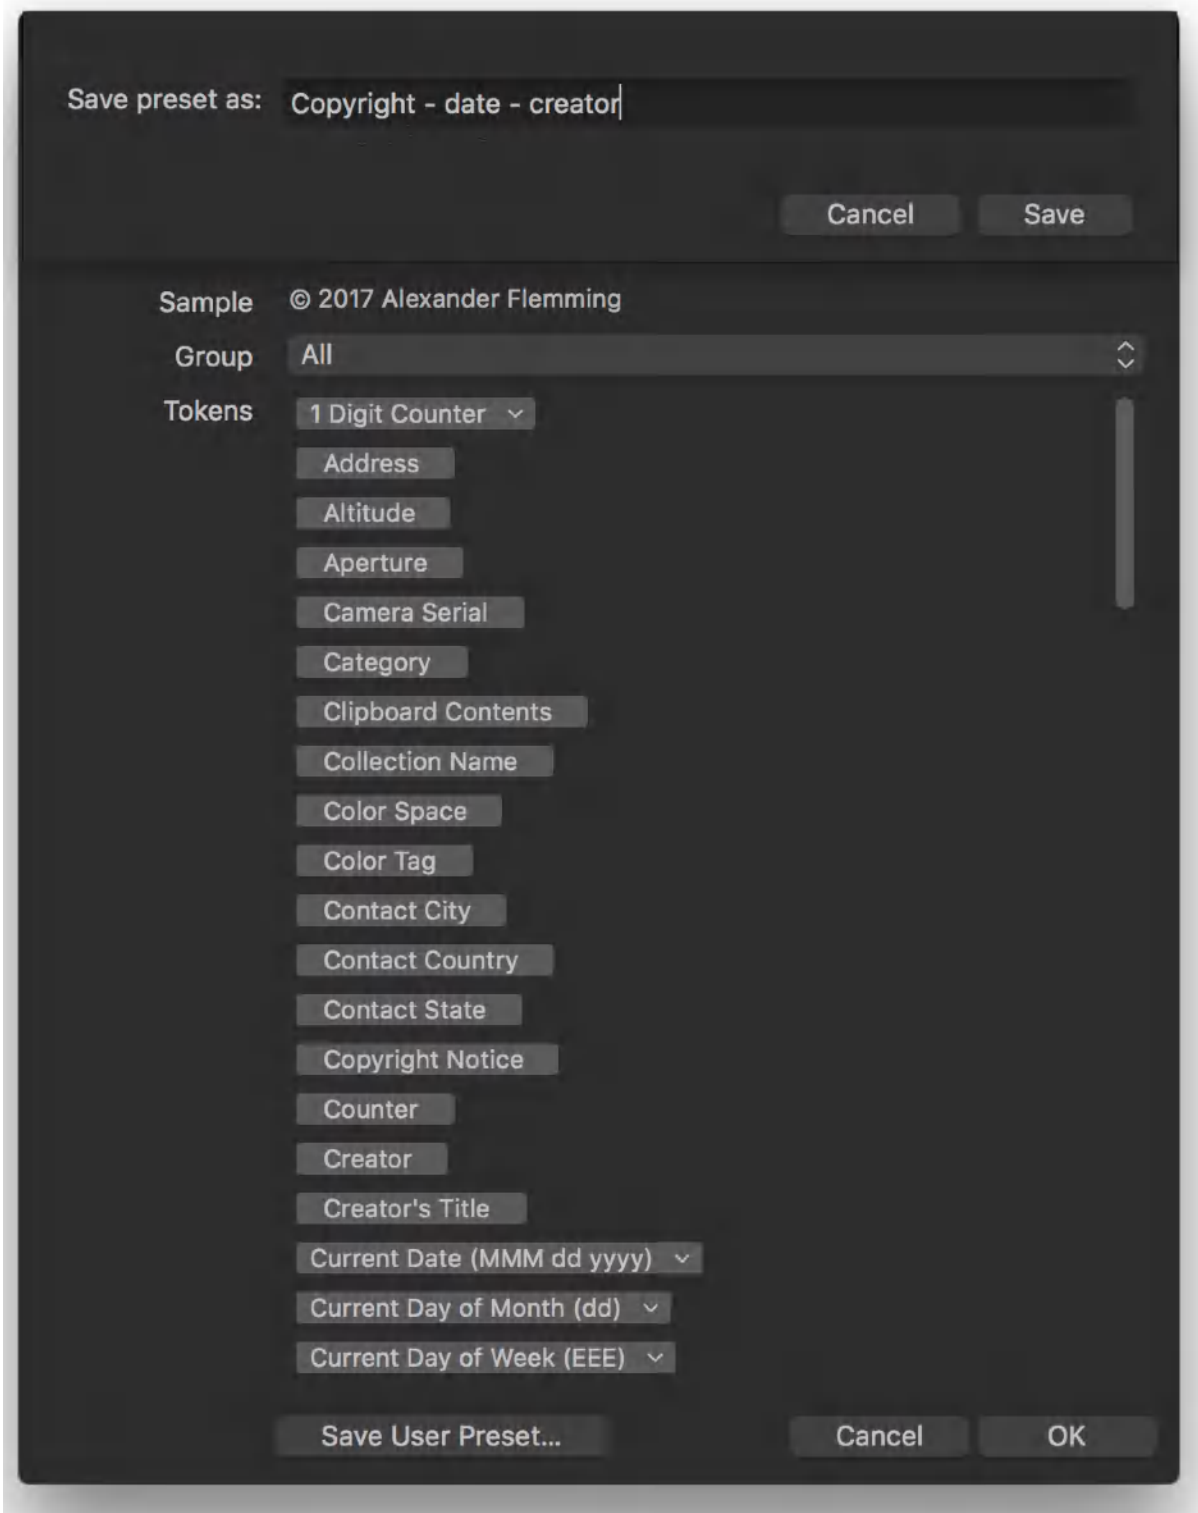 Save preset as: Copyright - date - creator
Cancel Save
Sample © 2017 Alexander Flemming
Group All
Tokens 1 Digit Counter
Address
Altitude
Aperture
Camera Serial
Category
Clipboard Contents
Collection Name
Color Space
Color Tag
Contact City
Contact Country
Contact State
Copyright Notice
Counter
Creator
Creator's Title
Current Date (MMM dd yyyy)
Current Day of Month (dd)
Current Day of Week (EEE)
Save User Preset... Cancel OK